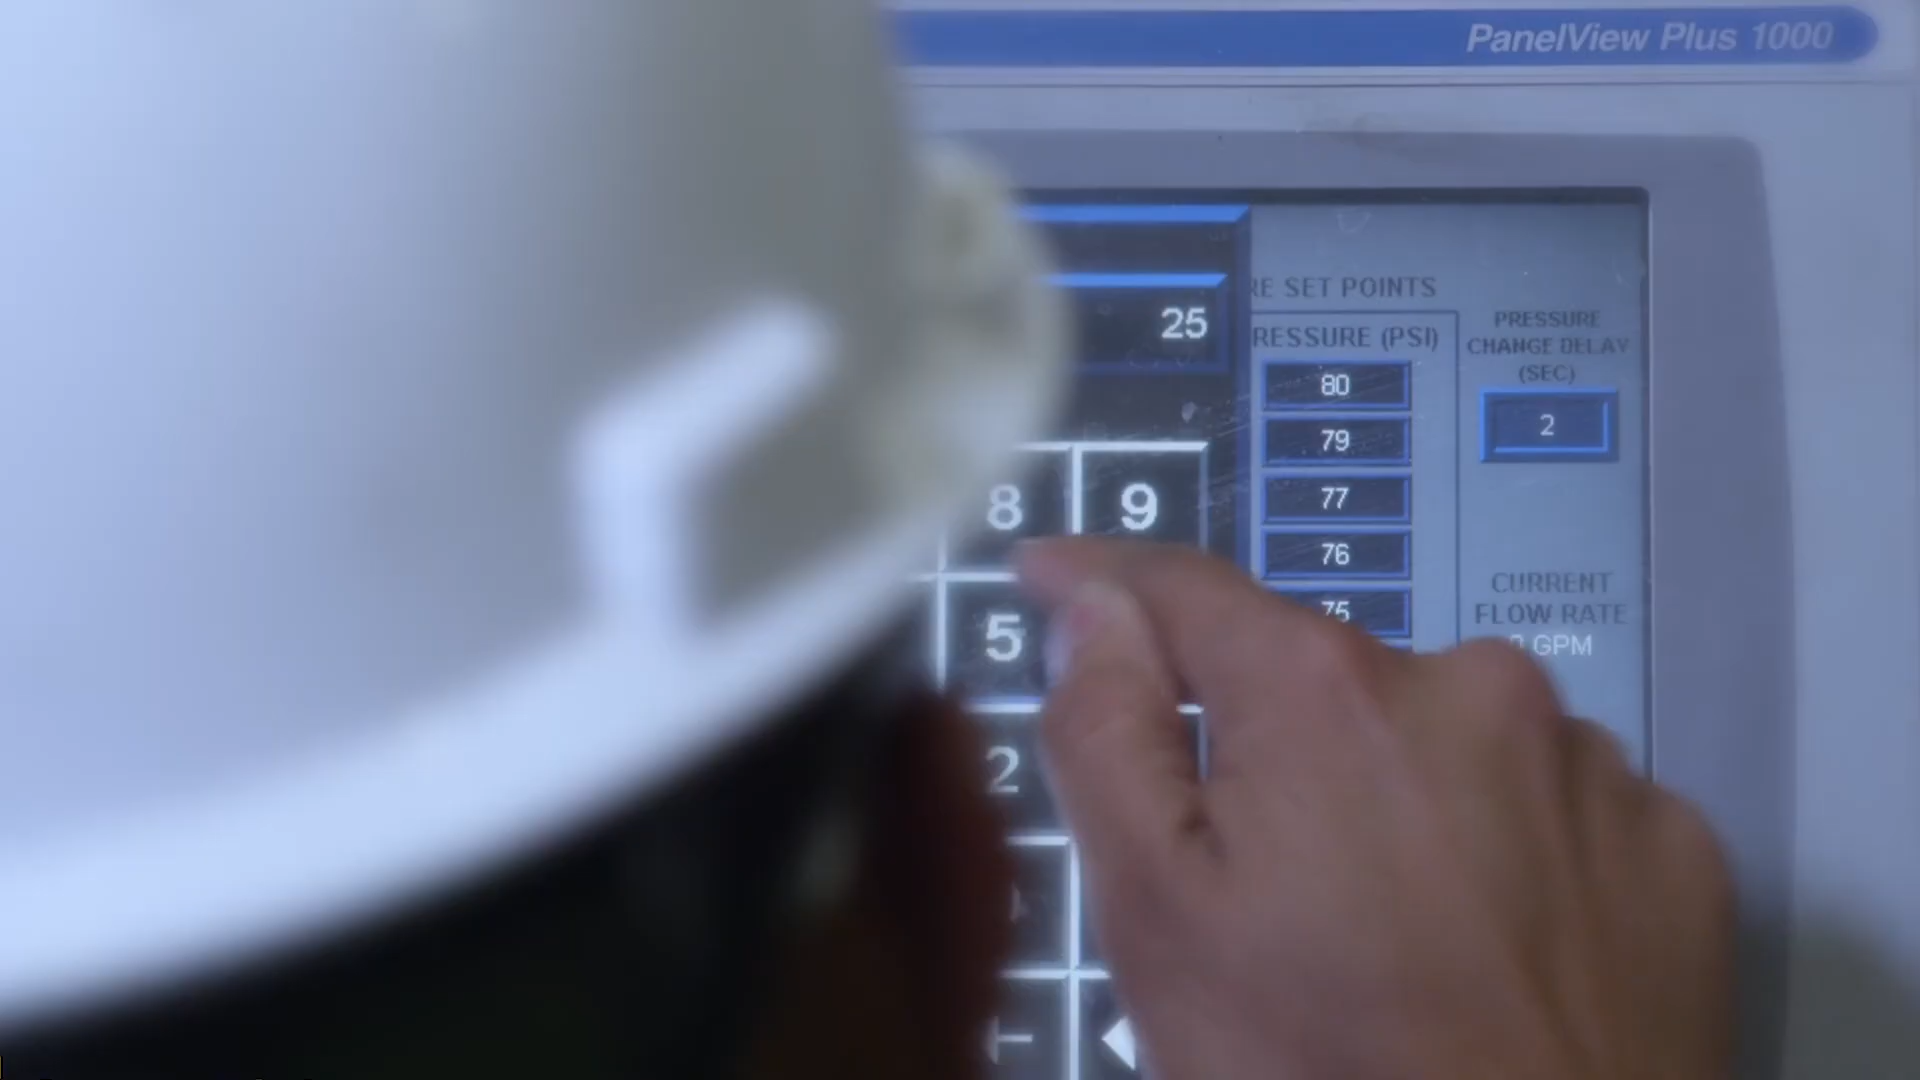 PanelView Plus 1000
25
8 9
5
2
RE SET POINTS
RESSURE (PSI)
80
79
77
76
75
PRESSURE
CHANGE DELAY
(SEC)
2
CURRENT
FLOW RATE
0 GPM